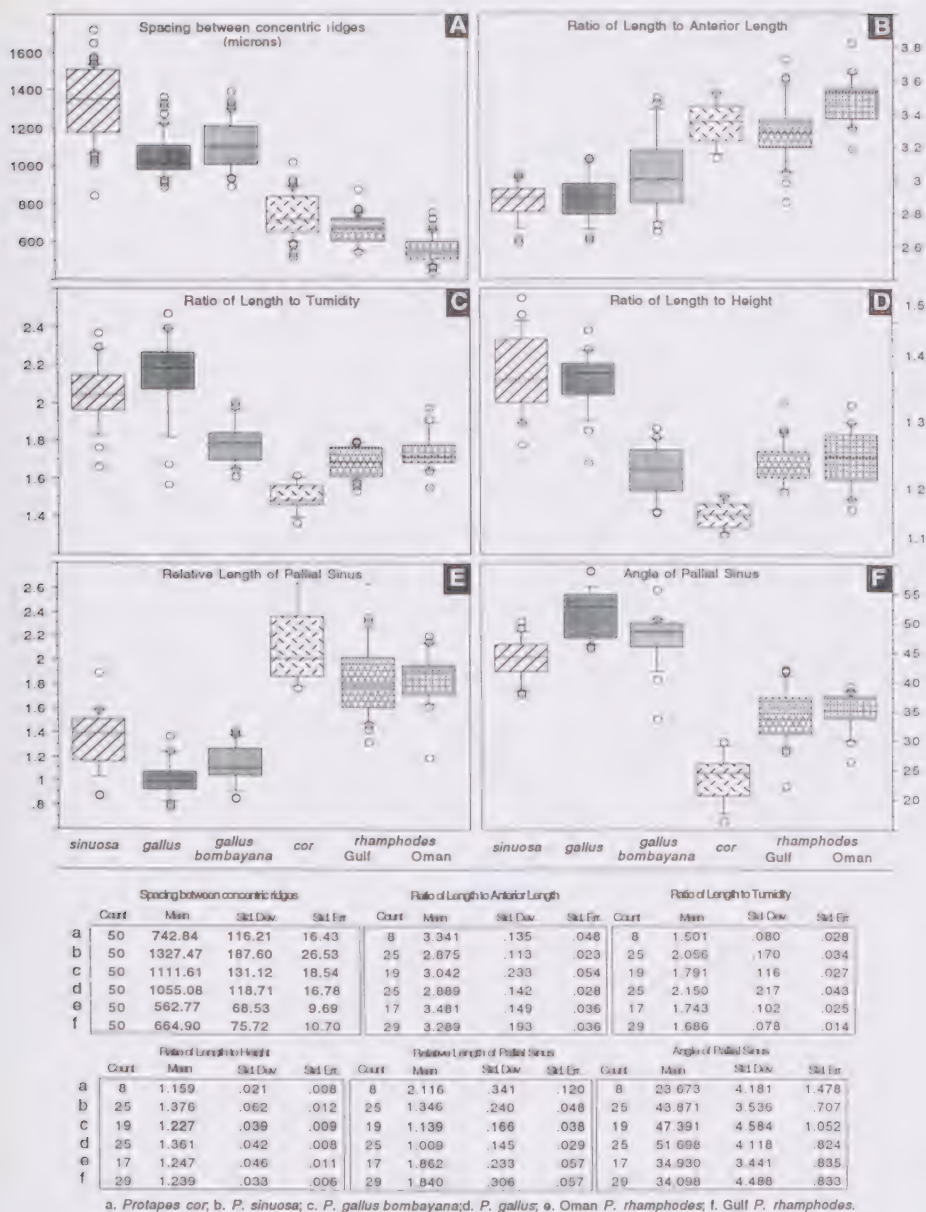 Spacing between concentric ridges
(microns)
A
1600
1400
1200
1000
800
600
Ratio of Length to Anterior Length
B
3.8
3.6
3.4
3.2
3
2.8
2.6
Ratio of Length to Tumidity
C
2.4
2.2
2
1.8
1.6
1.4
Ratio of Length to Height
D
1.5
1.4
1.3
1.2
1.1
Relative Length of Pallial Sinus
E
2.6
2.4
2.2
2
1.8
1.6
1.4
1.2
1
.8
Angle of Pallial Sinus
F
55
50
45
40
35
30
25
20
sinuosa gallus gallus bombayana cor rhamphodes Gulf Oman
sinuosa gallus gallus bombayana cor rhamphodes Gulf Oman
Spacing between concentric ridges Ratio of Length to Anterior Length Ratio of Length to Tumidity
Count Mean Std. Dev. Std. Err. Count Mean Std. Dev. Std. Err. Count Mean Std. Dev. Std. Err.
a 50 742.84 116.21 16.43 8 3.341 .135 .048 8 1.501 .080 .028
b 50 1327.47 187.60 26.53 25 2.875 .113 .023 25 2.056 .170 .034
c 50 1111.61 131.12 18.54 19 3.042 .233 .054 19 1.791 116 .027
d 50 1055.08 118.71 16.78 25 2.889 .142 .028 25 2.150 217 .043
e 50 562.77 68.53 9.69 17 3.481 .149 .036 17 1.743 .102 .025
f 50 664.90 75.72 10.70 29 3.289 193 .036 29 1.686 .078 .014
Ratio of Length to Height Relative Length of Pallial Sinus Angle of Pallial Sinus
Count Mean Std. Dev. Std. Err. Count Mean Std. Dev. Std. Err. Count Mean Std. Dev. Std. Err.
a 8 1.159 .021 .008 8 2.116 .341 .120 8 23 673 4.181 1.478
b 25 1.376 .062 .012 25 1.346 .240 .048 25 43.871 3.536 .707
c 19 1.227 .039 .009 19 1.139 .166 .038 19 47.391 4.584 1.052
d 25 1.361 .042 .008 25 1.009 .145 .029 25 51 698 4 118 .824
e 17 1.247 .046 .011 17 1.862 .233 .057 17 34.930 3.441 .835
f 29 1.239 .033 .006 29 1.840 .306 .057 29 34 098 4.488 .833
a. Protapes cor; b. P. sinuosa; c. P. gallus bombayana;d. P. gallus; e. Oman P. rhamphodes; f. Gulf P. rhamphodes.